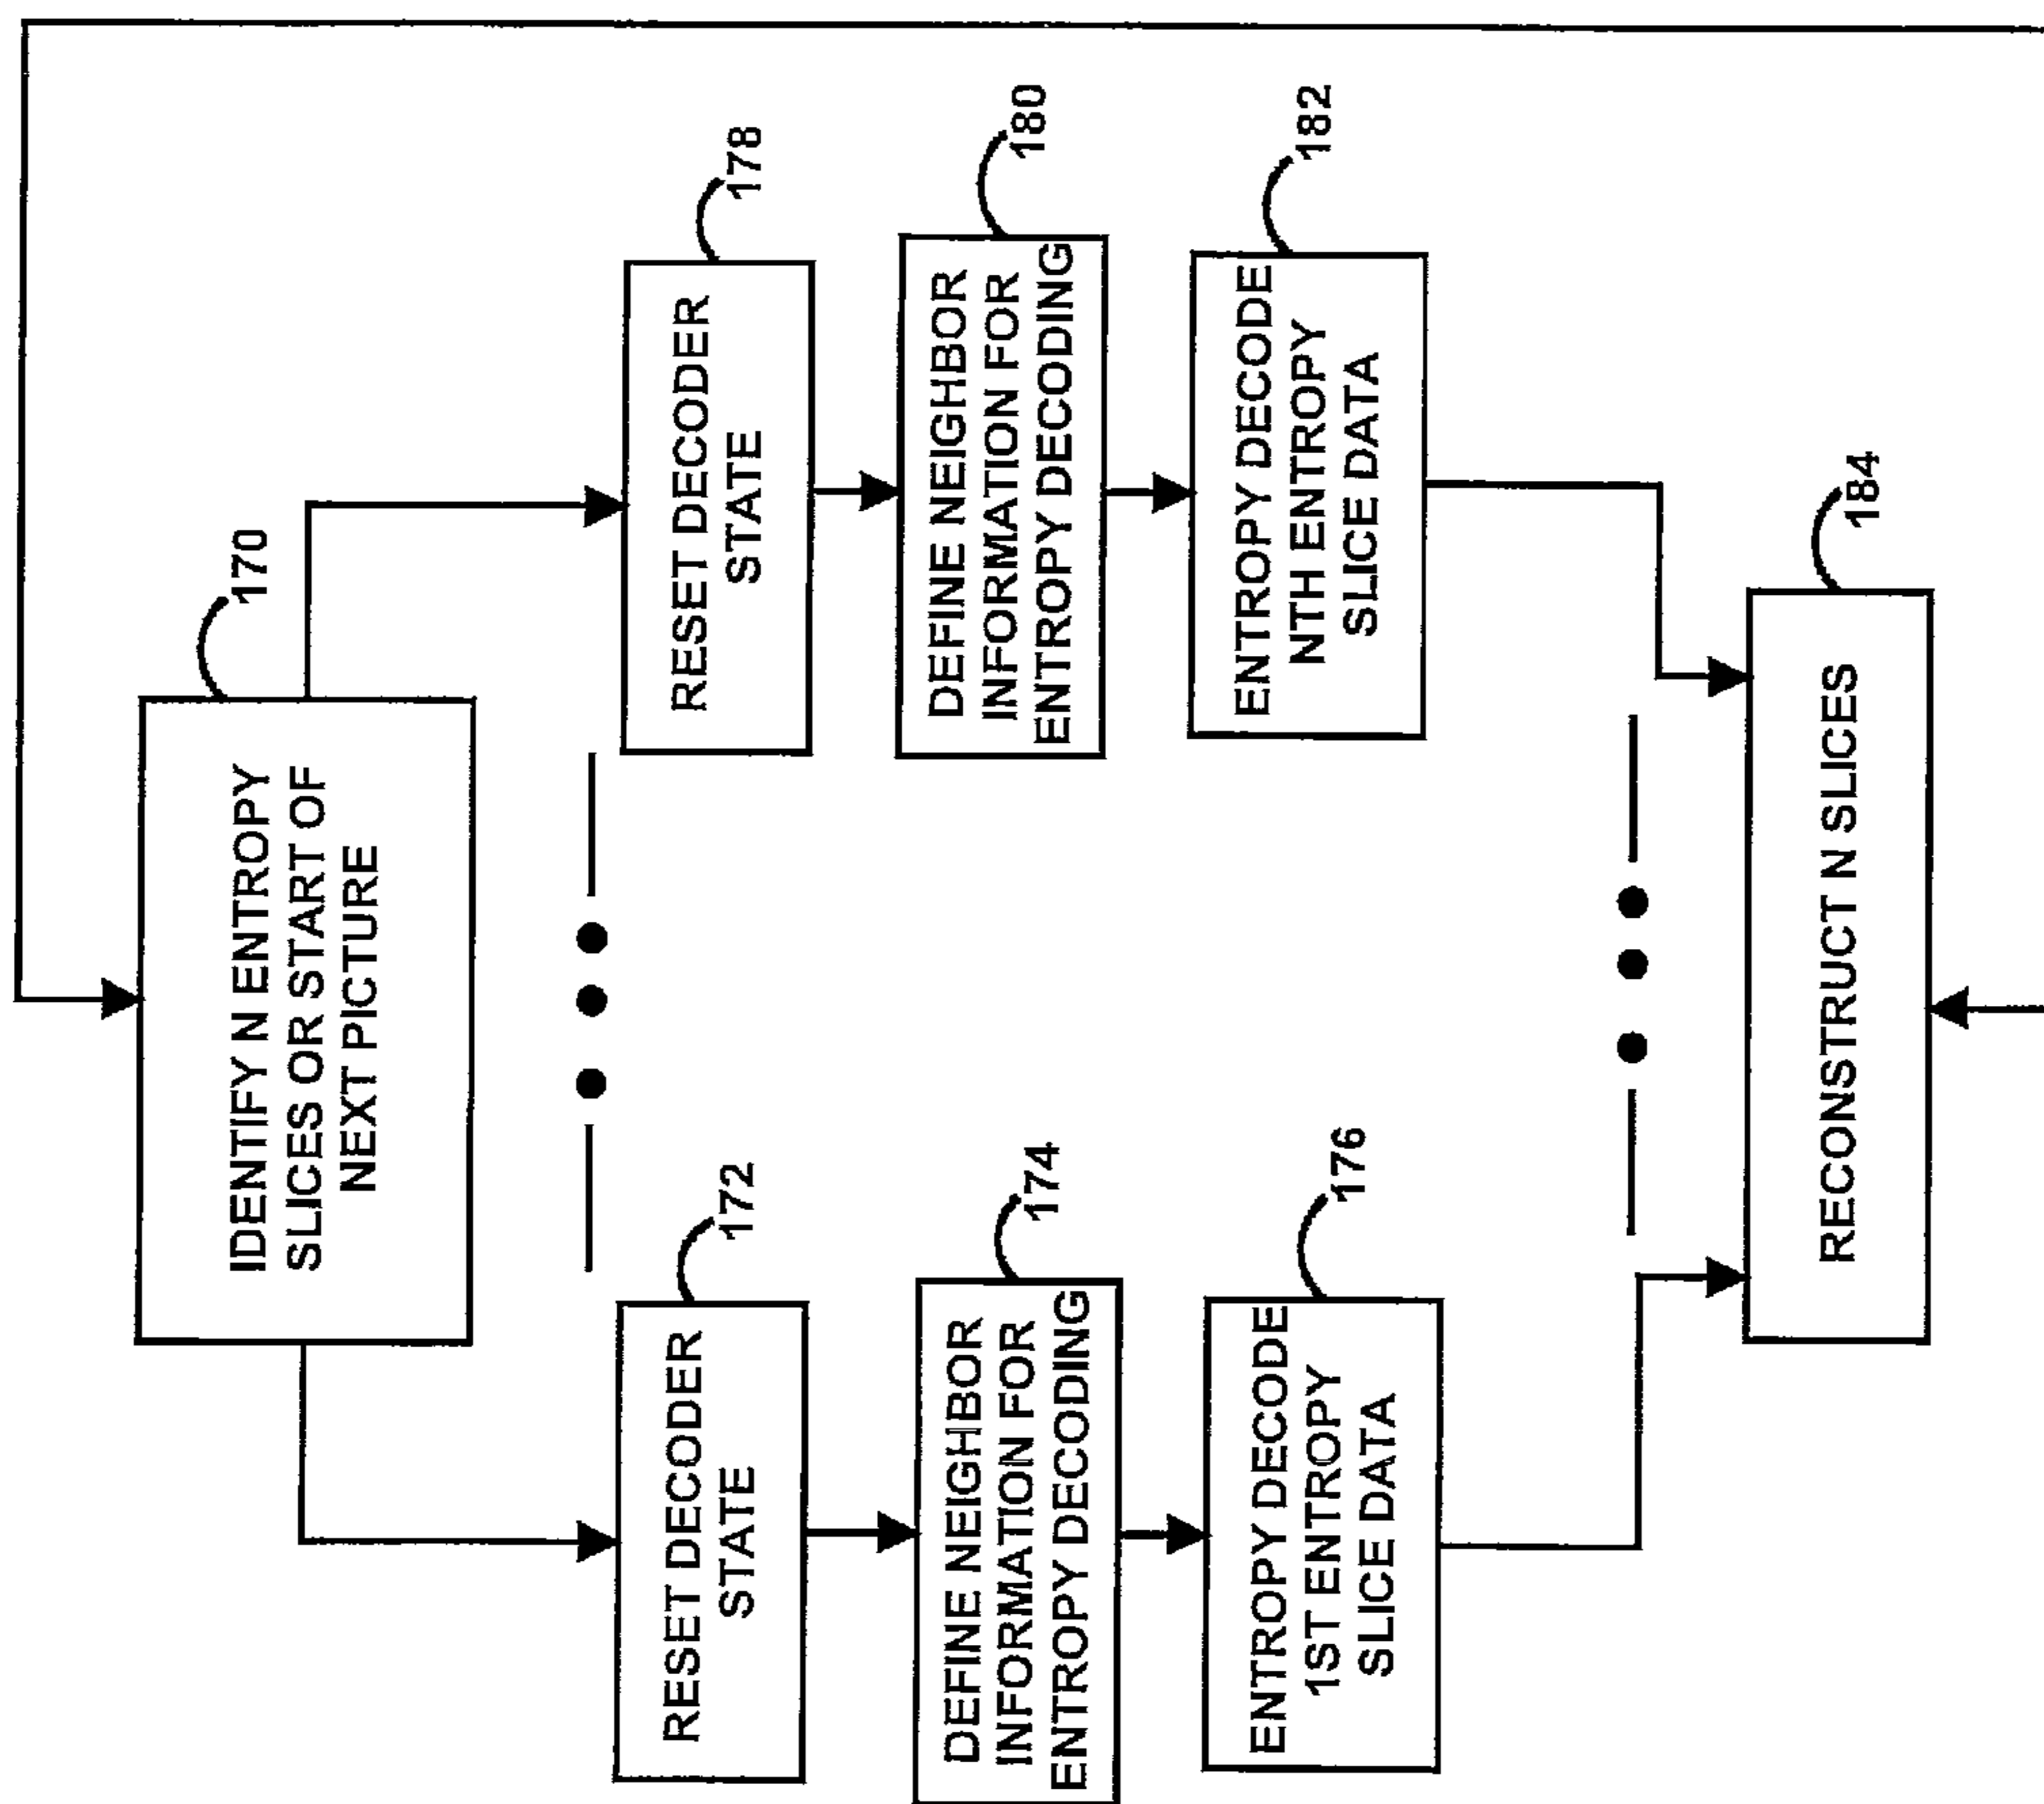 170
IDENTIFY N ENTROPY
SLICES OR START OF
NEXT PICTURE
172
RESET DECODER
STATE
178
RESET DECODER
STATE
174
DEFINE NEIGHBOR
INFORMATION FOR
ENTROPY DECODING
180
DEFINE NEIGHBOR
INFORMATION FOR
ENTROPY DECODING
176
ENTROPY DECODE
1ST ENTROPY
SLICE DATA
182
ENTROPY DECODE
NTH ENTROPY
SLICE DATA
184
RECONSTRUCT N SLICES